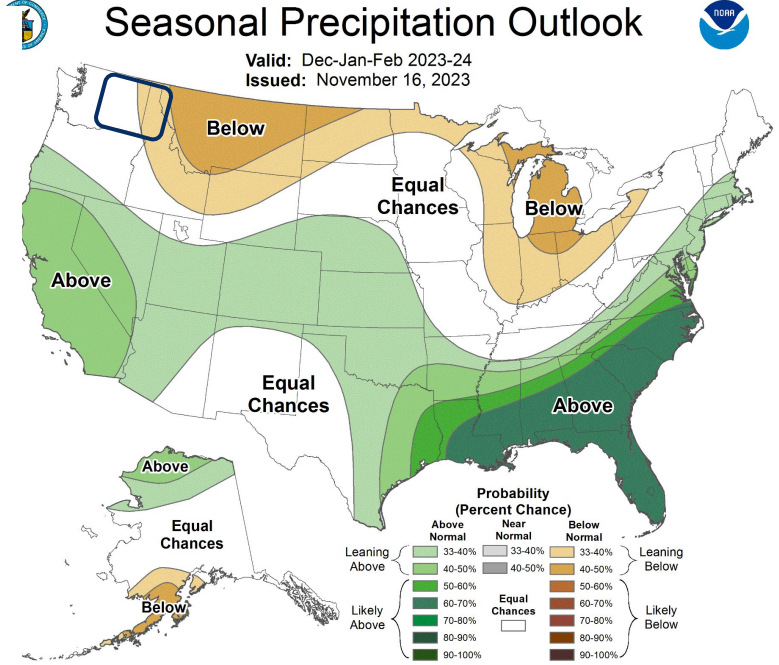 Seasonal Precipitation Outlook
NOAA
Valid: Dec-Jan-Feb 2023-24
Issued: November 16, 2023
Below
Equal
Chances
Below
Above
Equal
Chances
Above
Above
Equal
Chances
Below
Probability
(Percent Chance)
Above
Normal
Near
Normal
Below
Normal
Leaning
Above
33-40%
33-40%
33-40%
Leaning
Below
40-50%
40-50%
40-50%
50-60%
50-60%
Likely
Above
60-70%
Equal
Chances
60-70%
Likely
Below
70-80%
70-80%
80-90%
80-90%
90-100%
90-100%